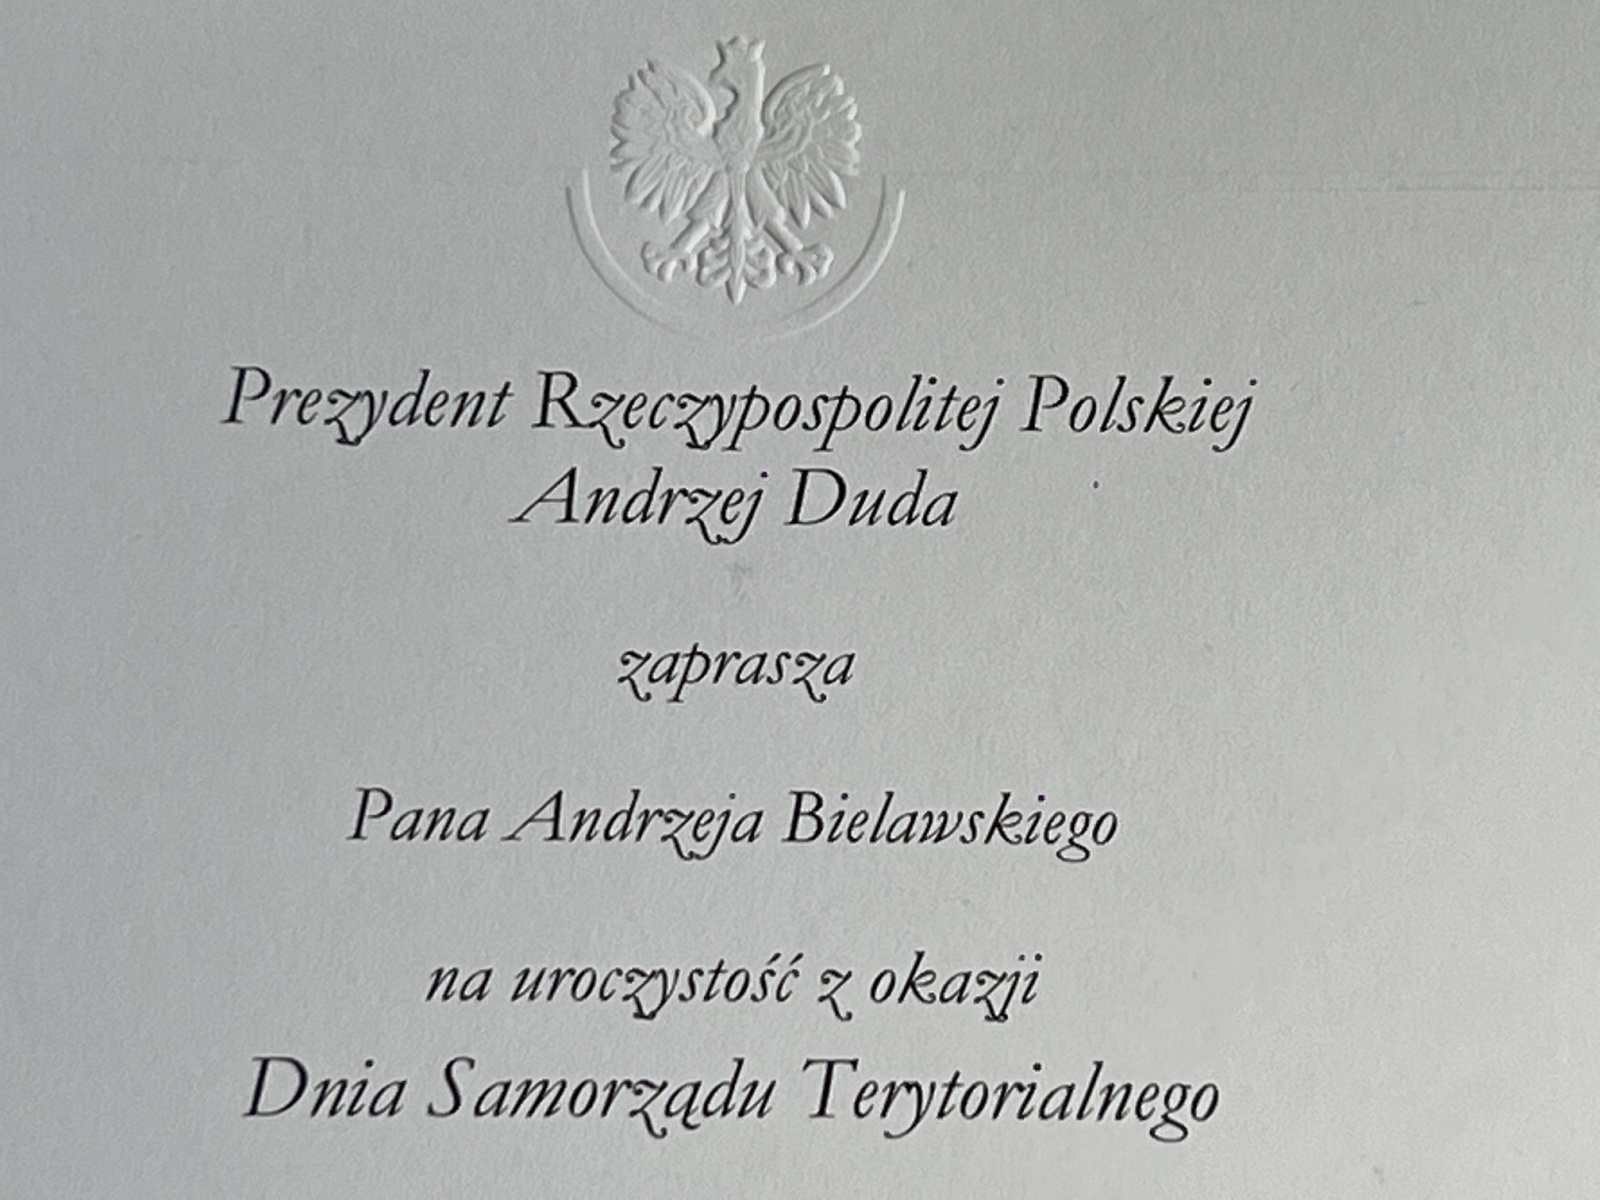 Prezydent Rzeczypospolitej Polskiej
Andrzej Duda
zaprasza
Pana Andrzeja Bielawskiego
na uroczystość z okazji
Dnia Samorządu Terytorialnego